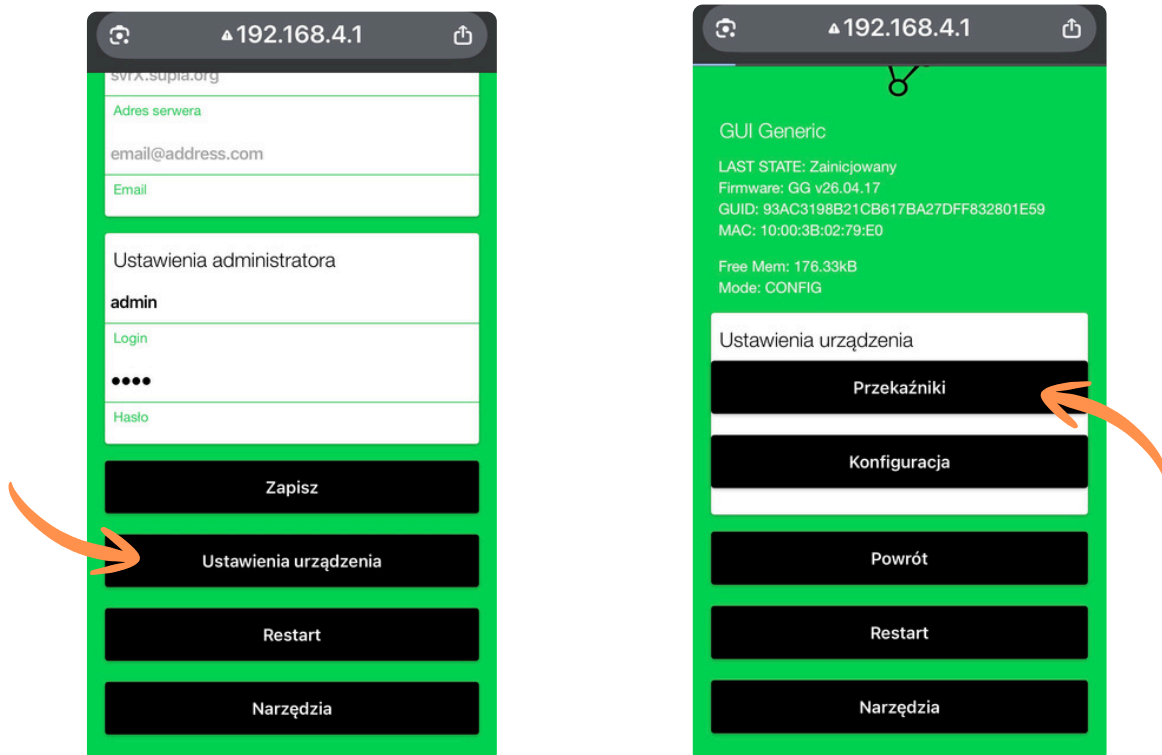 192.168.4.1
svrX.supla.org
Adres serwera
email@address.com
Email
Ustawienia administratora
admin
Login
••••
Hasło
Zapisz
Ustawienia urządzenia
Restart
Narzędzia
192.168.4.1
GUI Generic
LAST STATE: Zainicjowany
Firmware: GG v26.04.17
GUID: 93AC3198B21CB617BA27DFF832801E59
MAC: 10:00:3B:02:79:E0
Free Mem: 176.33kB
Mode: CONFIG
Ustawienia urządzenia
Przekaźniki
Konfiguracja
Powrót
Restart
Narzędzia